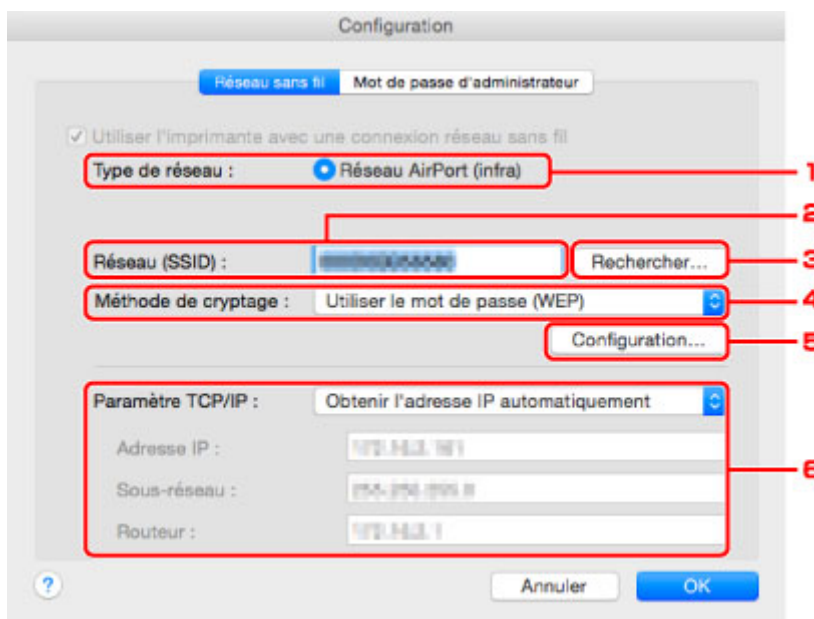 Configuration
Réseau sans fil Mot de passe d'administrateur
Utiliser l'imprimante avec une connexion réseau sans fil
Type de réseau : Réseau AirPort (infra) 1
2
Réseau (SSID) : Rechercher... 3
Méthode de cryptage : Utiliser le mot de passe (WEP) 4
Configuration... 5
Paramètre TCP/IP : Obtenir l'adresse IP automatiquement
Adresse IP :
6
Sous-réseau :
Routeur :
? Annuler OK